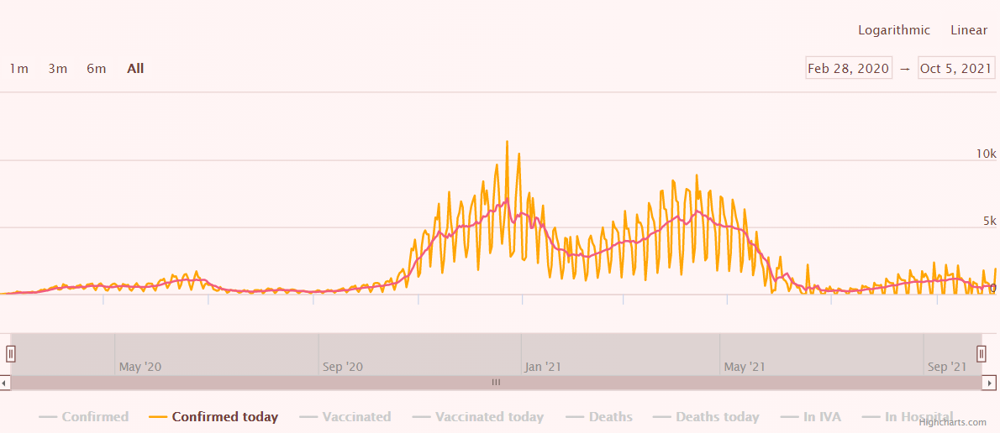 Logarithmic Linear
1m 3m 6m All Feb 28, 2020 → Oct 5, 2021
10k
5k
0
May '20 Sep '20 Jan '21 May '21 Sep '21
Confirmed Confirmed today Vaccinated Vaccinated today Deaths Deaths today In IVA In Hospital
Highcharts.com